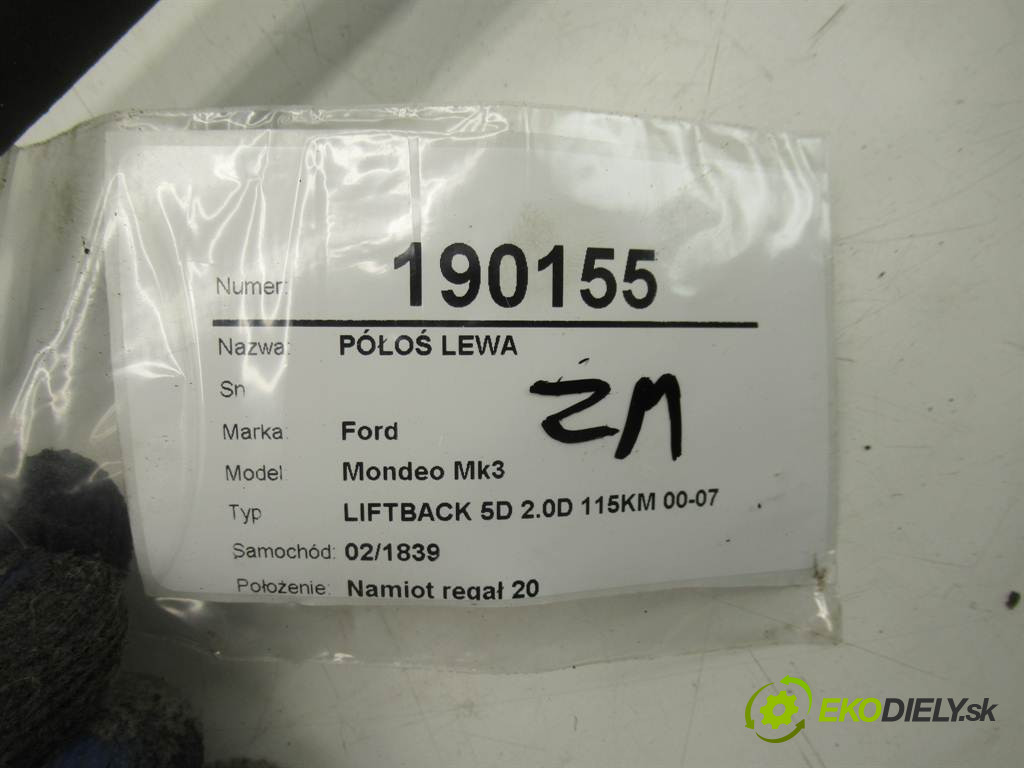 Numer: 190155
Nazwa: PÓŁOŚ LEWA
Sn
ZM
Marka: Ford
Model: Mondeo Mk3
Typ LIFTBACK 5D 2.0D 115KM 00-07
Samochód: 02/1839
Położenie: Namiot regał 20
EKODIELY.sk